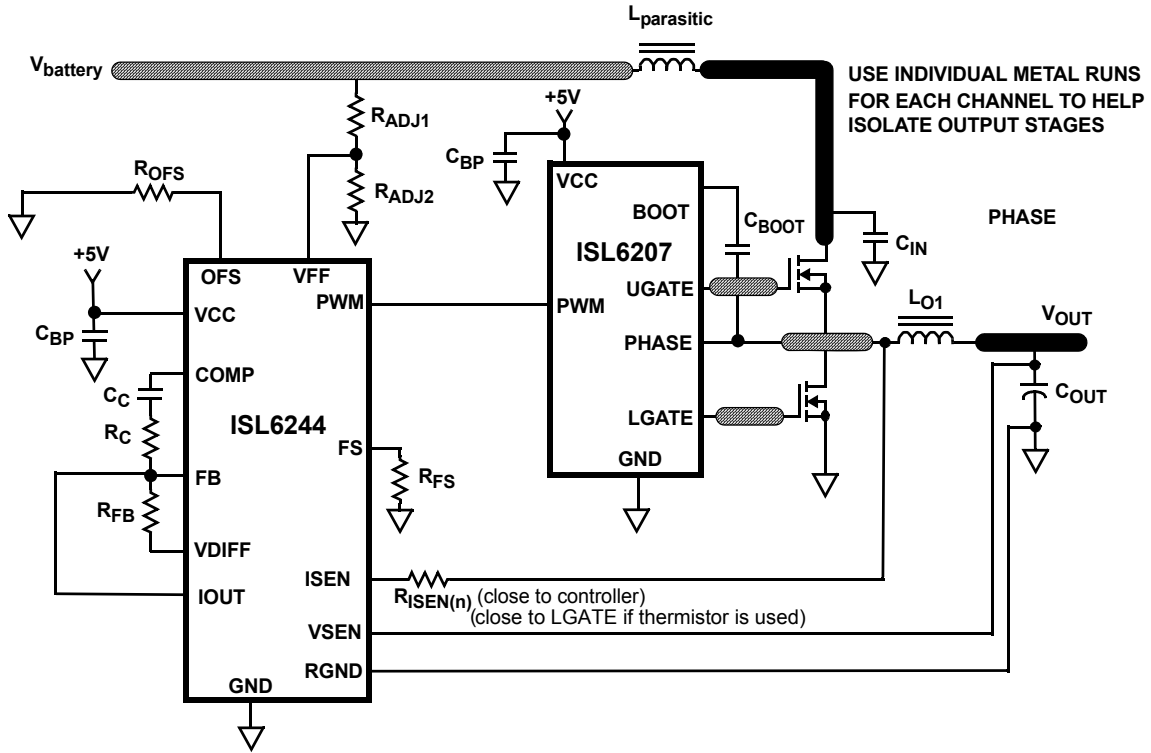 Lparasitic
Vbattery
USE INDIVIDUAL METAL RUNS
FOR EACH CHANNEL TO HELP
ISOLATE OUTPUT STAGES
+5V
RADJ1
CBP
ROFS
RADJ2
VCC
BOOT
CBOOT
PHASE
CIN
ISL6207
+5V
OFS
VFF
UGATE
PWM
PWM
LO1
VOUT
VCC
CBP
PHASE
COMP
CC
COUT
ISL6244
LGATE
RC
FS
GND
FB
RFS
RFB
VDIFF
ISEN
IOUT
RISEN(n) (close to controller)
(close to LGATE if thermistor is used)
VSEN
RGND
GND